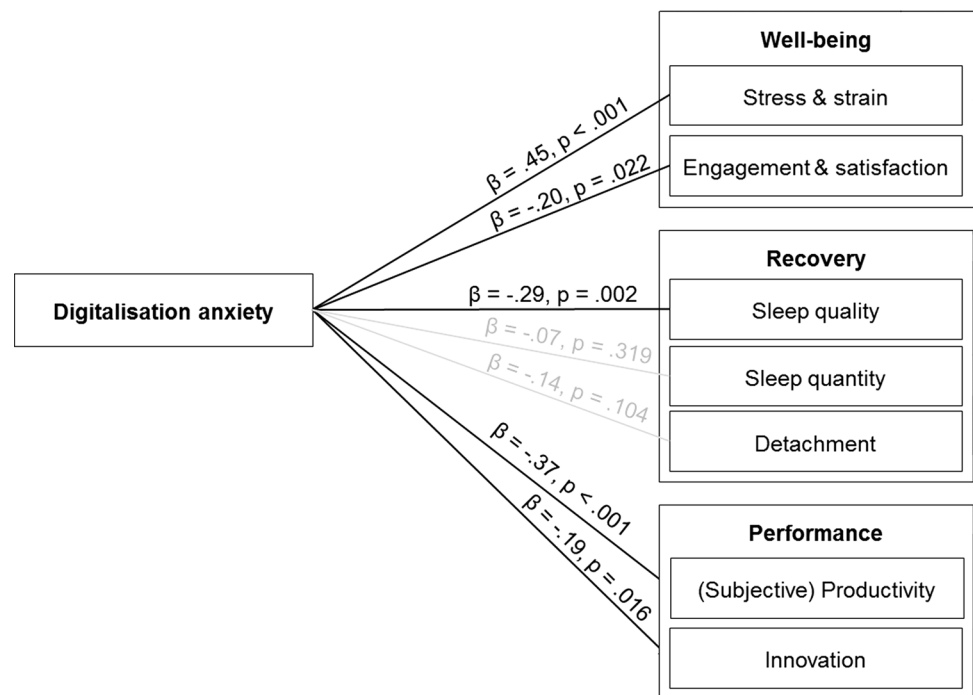 Well-being
Stress & strain
β = .45, p < .001
Engagement & satisfaction
β = -.20, p = .022
Digitalisation anxiety
Recovery
β = -.29, p = .002
Sleep quality
β = -.07, p = .319
Sleep quantity
β = -.14, p = .104
Detachment
β = -.37, p < .001
Performance
(Subjective) Productivity
β = -.19, p = .016
Innovation